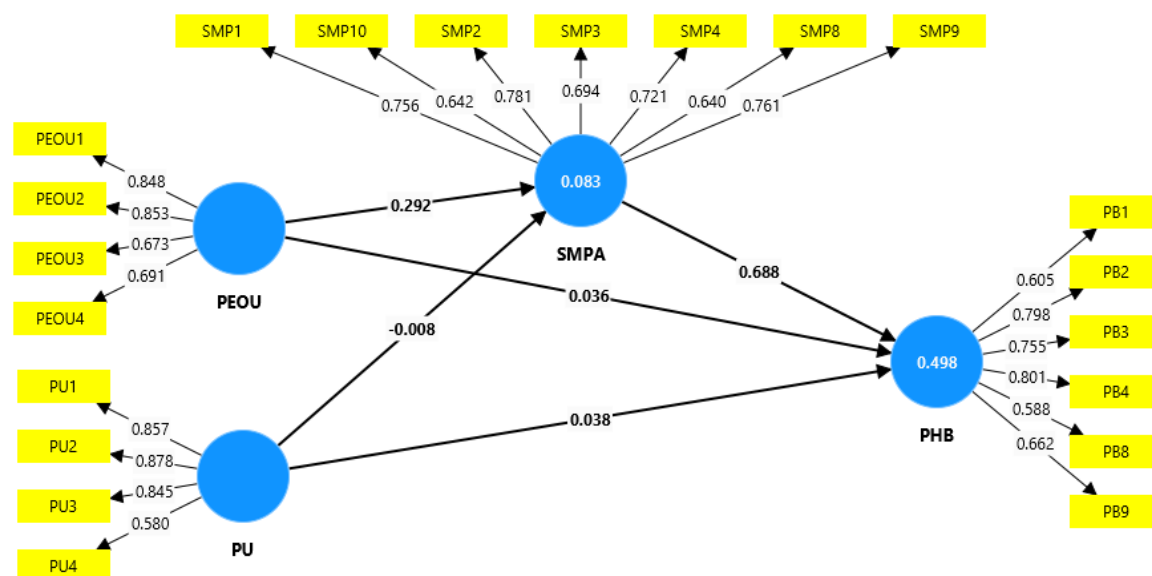 SMP1 SMP10 SMP2 SMP3 SMP4 SMP8 SMP9
0.756 0.642 0.781 0.694 0.721 0.640 0.761
PEOU1
PEOU2
PEOU3
PEOU4
0.848
0.853
0.673
0.691
PEOU
0.292
0.083
SMPA
-0.008
0.036
0.688
0.038
PU1
PU2
PU3
PU4
0.857
0.878
0.845
0.580
PU
0.498
PHB
0.605
0.798
0.755
0.801
0.588
0.662
PB1
PB2
PB3
PB4
PB8
PB9